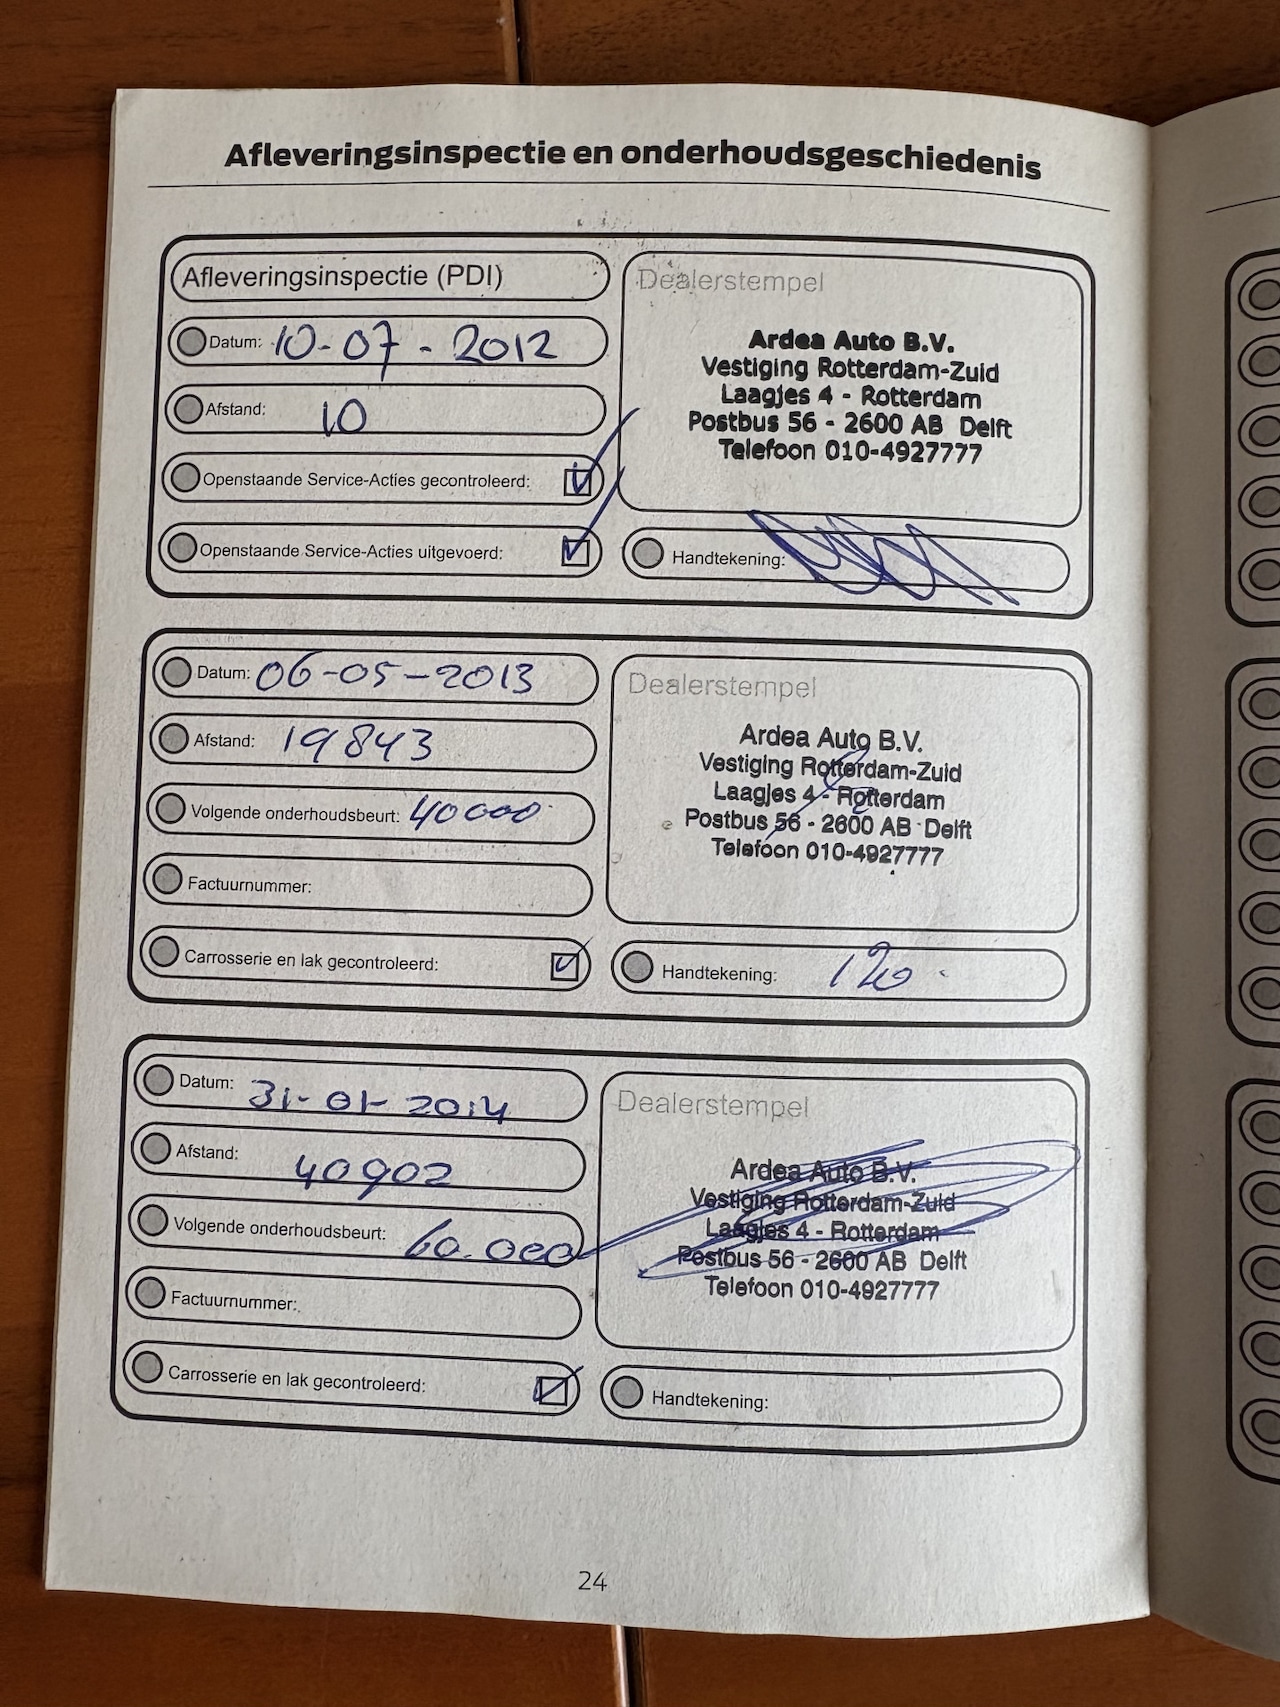 Afleveringsinspectie en onderhoudsgeschiedenis
Afleveringsinspectie (PDI)
Datum: 10-07-2012
Afstand: 10
Openstaande Service-Acties gecontroleerd:
Openstaande Service-Acties uitgevoerd:
Dealerstempel
Ardea Auto B.V.
Vestiging Rotterdam-Zuid
Laagjes 4 - Rotterdam
Postbus 56 - 2600 AB Delft
Telefoon 010-4927777
Handtekening:
Datum: 06-05-2013
Afstand: 19843
Volgende onderhoudsbeurt: 40000
Factuurnummer:
Carrosserie en lak gecontroleerd:
Dealerstempel
Ardea Auto B.V.
Vestiging Rotterdam-Zuid
Laagjes 4 - Rotterdam
Postbus 56 - 2600 AB Delft
Telefoon 010-4927777
Handtekening:
Datum: 31-01-2014
Afstand: 40902
Volgende onderhoudsbeurt: 60.000
Factuurnummer:
Carrosserie en lak gecontroleerd:
Dealerstempel
Ardea Auto B.V.
Vestiging Rotterdam-Zuid
Laagjes 4 - Rotterdam
Postbus 56 - 2600 AB Delft
Telefoon 010-4927777
Handtekening:
24